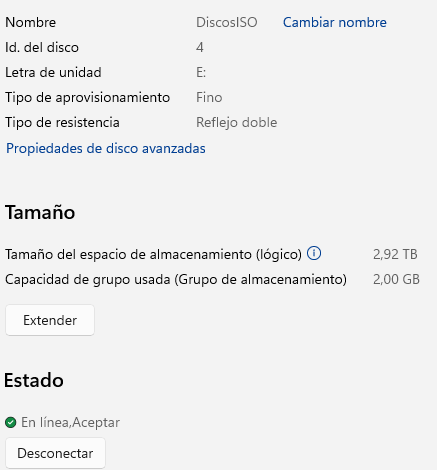 Nombre DiscosISO Cambiar nombre
Id. del disco 4
Letra de unidad E:
Tipo de aprovisionamiento Fino
Tipo de resistencia Reflejo doble
Propiedades de disco avanzadas
Tamaño
Tamaño del espacio de almacenamiento (lógico) 2,92 TB
Capacidad de grupo usada (Grupo de almacenamiento) 2,00 GB
Extender
Estado
En línea,Aceptar
Desconectar